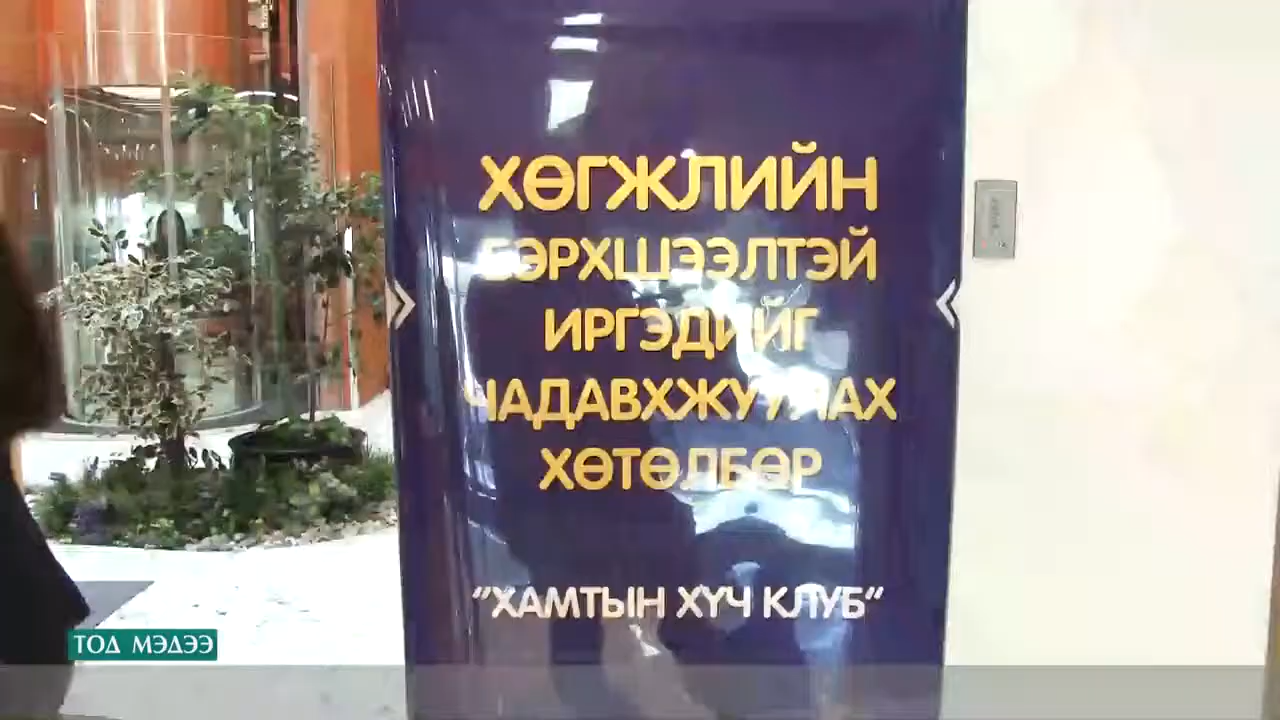 ХӨГЖЛИЙН
БЭРХШЭЭЛТЭЙ
ИРГЭДИЙГ
ЧАДАВХЖУУЛАХ
ХӨТӨЛБӨР
“ХАМТЫН ХҮЧ КЛУБ“
ТОД МЭДЭЭ